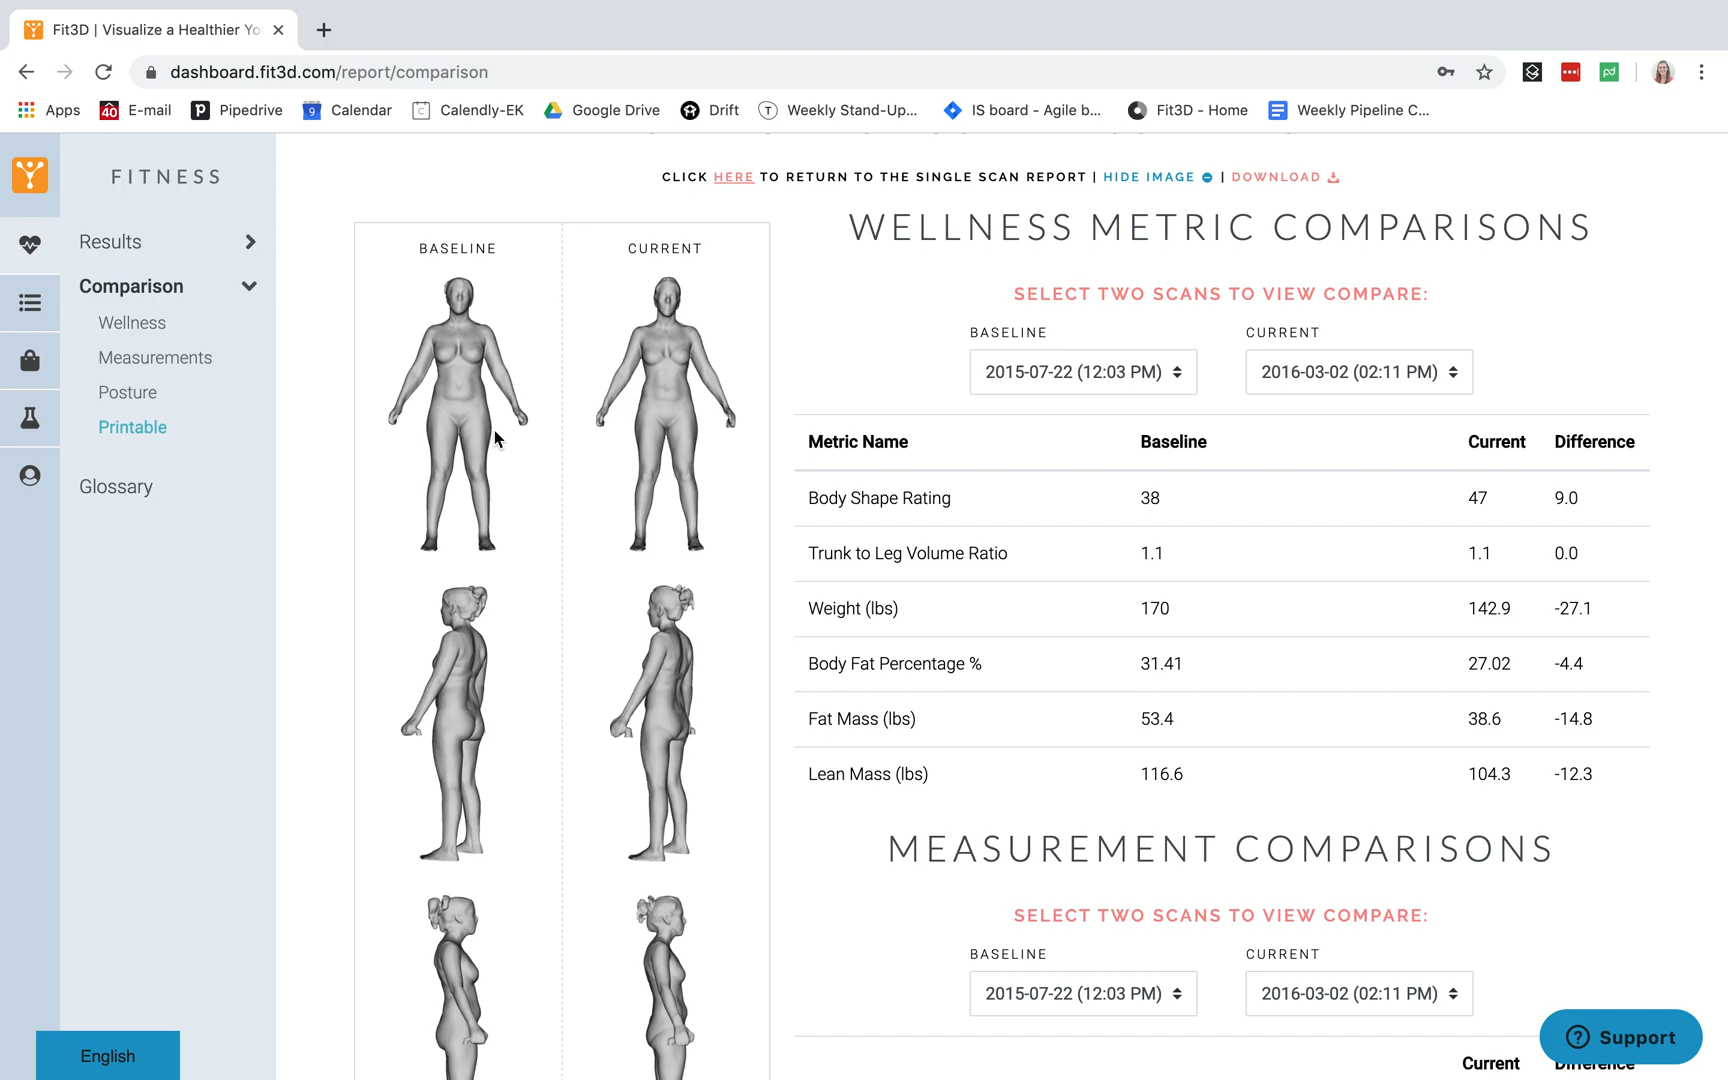 Fit3D | Visualize a Healthier Yo
dashboard.fit3d.com/report/comparison
Apps
40
E-mail
Pipedrive
9
Calendar
Calendly-EK
Google Drive
Drift
T
Weekly Stand-Up...
IS board - Agile b...
Fit3D - Home
Weekly Pipeline C...
pd
FITNESS
Results
Comparison
Wellness
Measurements
Posture
Printable
Glossary
English
CLICK HERE TO RETURN TO THE SINGLE SCAN REPORT | HIDE IMAGE | DOWNLOAD
BASELINE CURRENT
WELLNESS METRIC COMPARISONS
SELECT TWO SCANS TO VIEW COMPARE:
BASELINE CURRENT
2015-07-22 (12:03 PM) 2016-03-02 (02:11 PM)
Metric Name Baseline Current Difference
Body Shape Rating 38 47 9.0
Trunk to Leg Volume Ratio 1.1 1.1 0.0
Weight (lbs) 170 142.9 -27.1
Body Fat Percentage % 31.41 27.02 -4.4
Fat Mass (lbs) 53.4 38.6 -14.8
Lean Mass (lbs) 116.6 104.3 -12.3
MEASUREMENT COMPARISONS
SELECT TWO SCANS TO VIEW COMPARE:
BASELINE CURRENT
2015-07-22 (12:03 PM) 2016-03-02 (02:11 PM)
Current Difference
Support